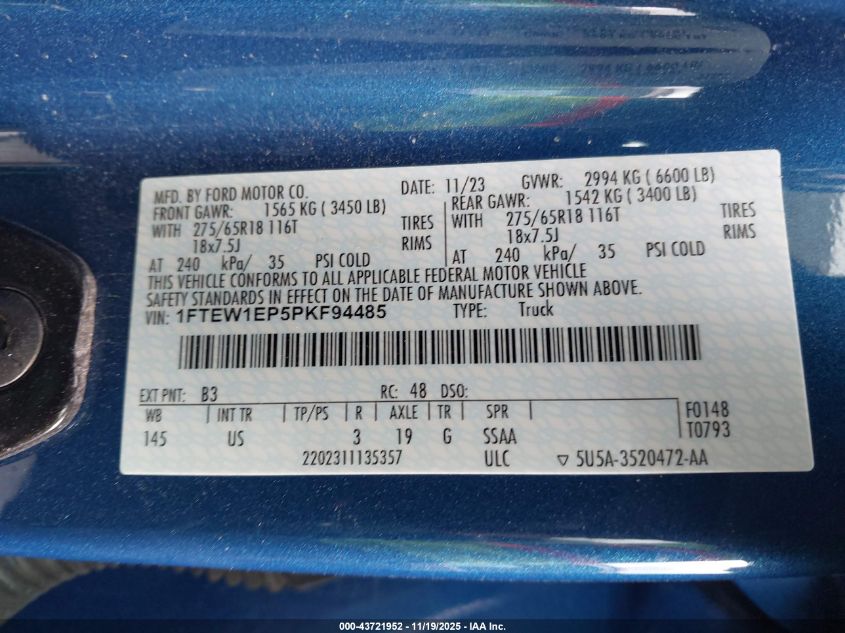 MFD. BY FORD MOTOR CO. DATE: 11/23 GVWR: 2994 KG ( 6600 LB)
FRONT GAWR: 1565 KG ( 3450 LB) REAR GAWR: 1542 KG ( 3400 LB)
WITH 275/65R18 116T TIRES WITH 275/65R18 116T TIRES
18x7.5J RIMS 18x7.5J RIMS
AT 240 kPa/ 35 PSI COLD AT 240 kPa/ 35 PSI COLD
THIS VEHICLE CONFORMS TO ALL APPLICABLE FEDERAL MOTOR VEHICLE
SAFETY STANDARDS IN EFFECT ON THE DATE OF MANUFACTURE SHOWN ABOVE.
VIN: 1FTEW1EP5PKF94485 TYPE: Truck
EXT PNT: B3 RC: 48 DSO:
WB INT TR TP/PS R AXLE TR SPR F0148
145 US 3 19 G SSAA T0793
2202311135357 ULC ▽ 5U5A-3520472-AA
000-43721952 - 11/19/2025 - IAA Inc.